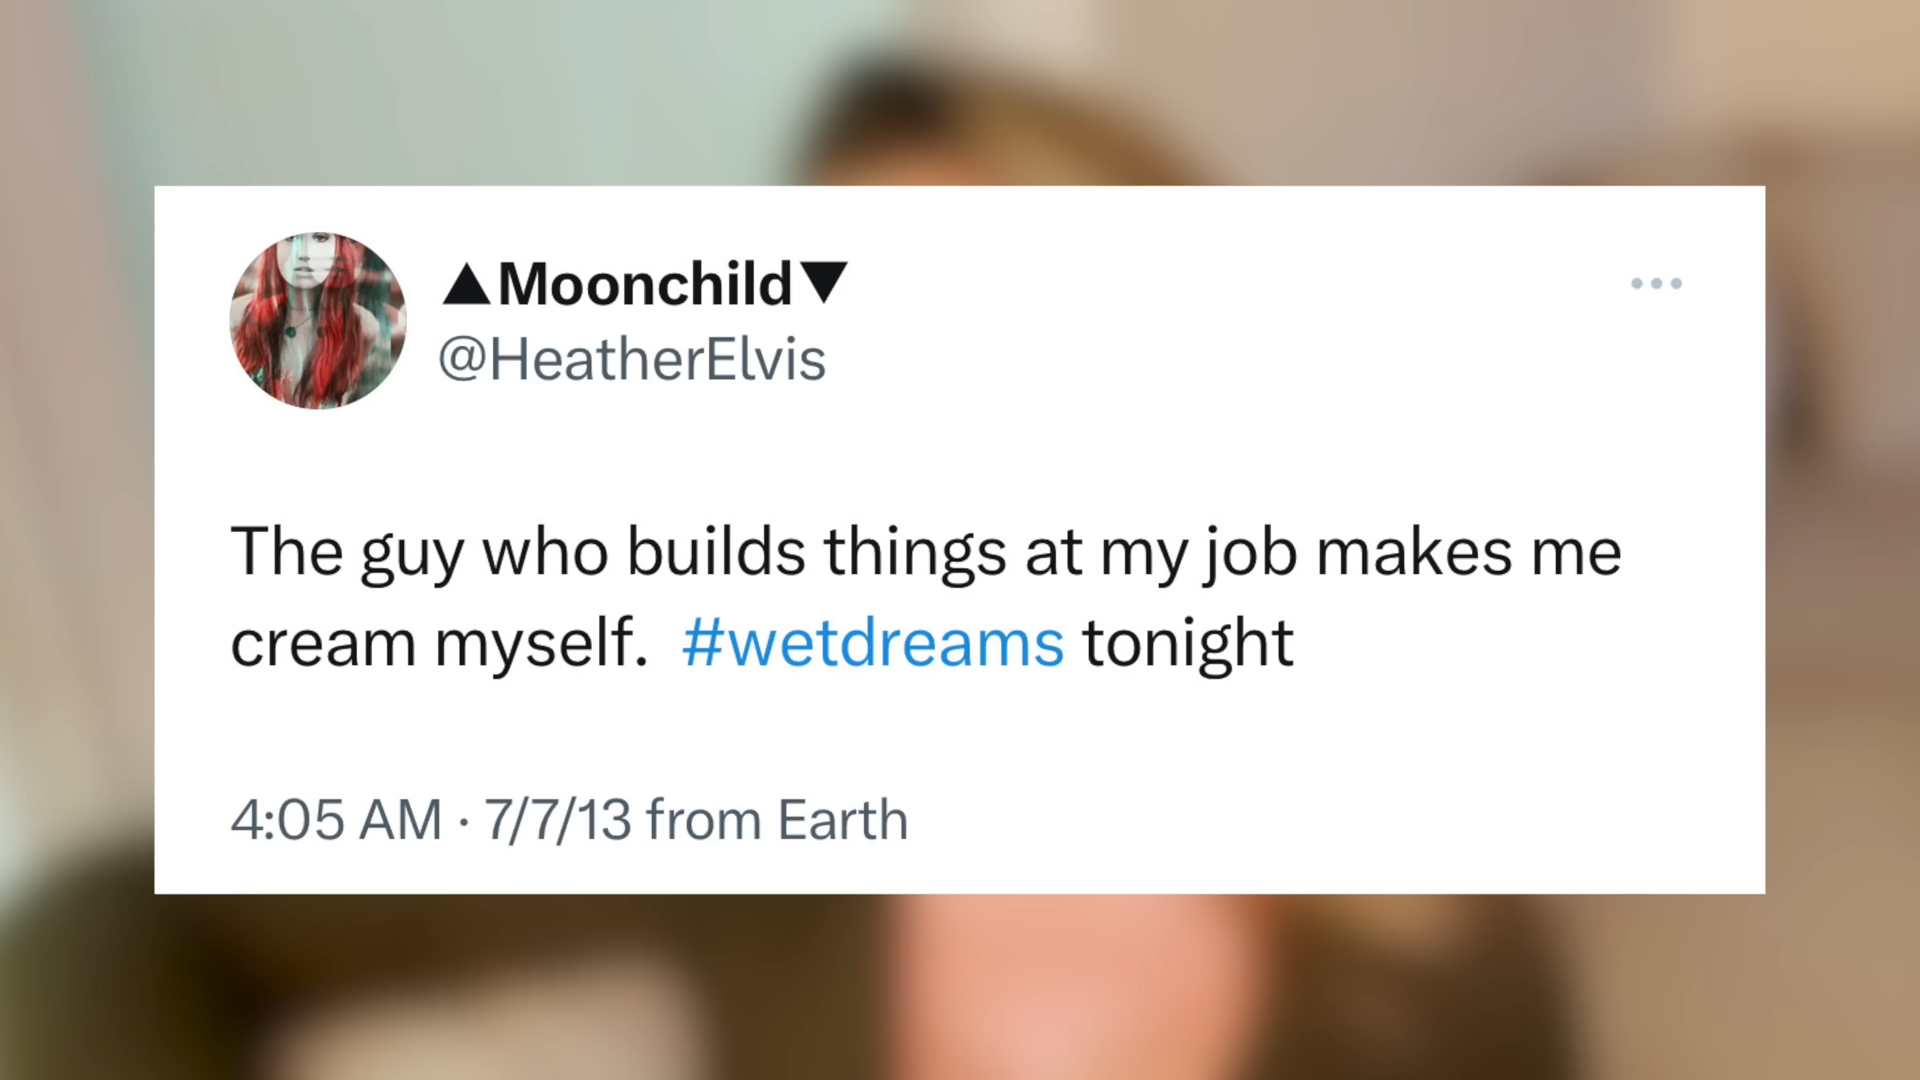 ▲Moonchild▼
@HeatherElvis
The guy who builds things at my job makes me
cream myself.  #wetdreams tonight
4:05 AM · 7/7/13 from Earth